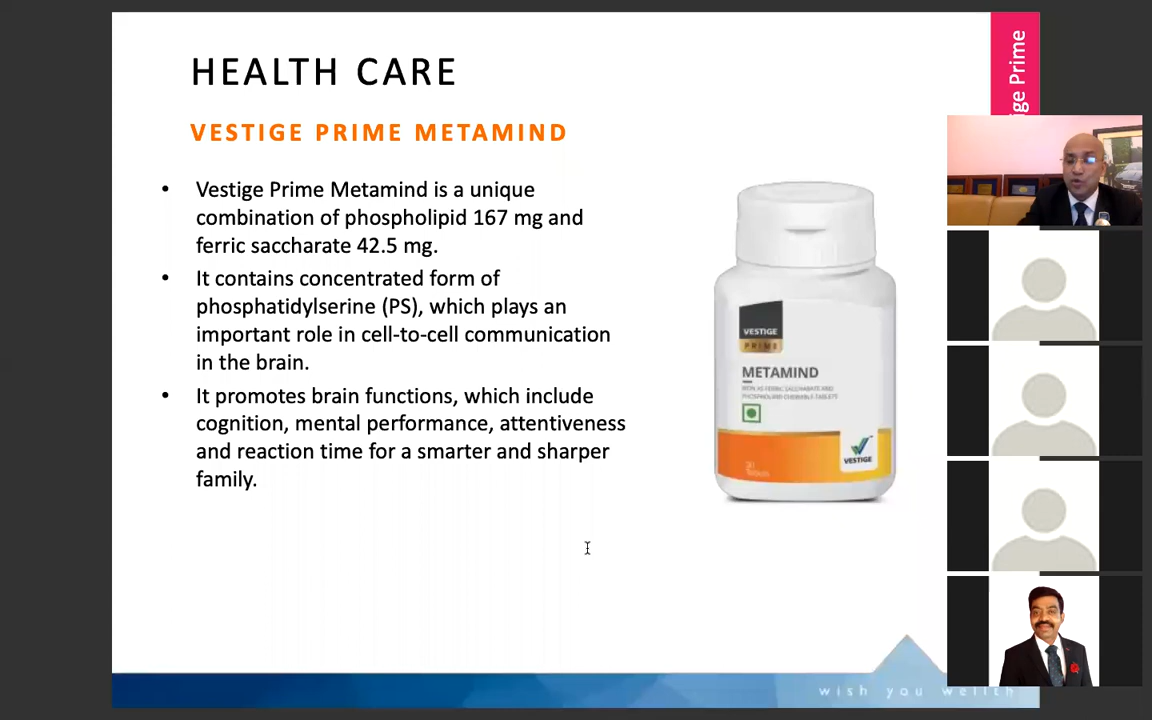 HEALTH CARE
VESTIGE PRIME METAMIND
• Vestige Prime Metamind is a unique
combination of phospholipid 167 mg and
ferric saccharate 42.5 mg.
• It contains concentrated form of
phosphatidylserine (PS), which plays an
important role in cell-to-cell communication
in the brain.
• It promotes brain functions, which include
cognition, mental performance, attentiveness
and reaction time for a smarter and sharper
family.
ge Prime
VESTIGE
PRIME
METAMIND
IRON AS FERRIC SACCHARATE AND
30
Tablets
VESTIGE
wish you wellth